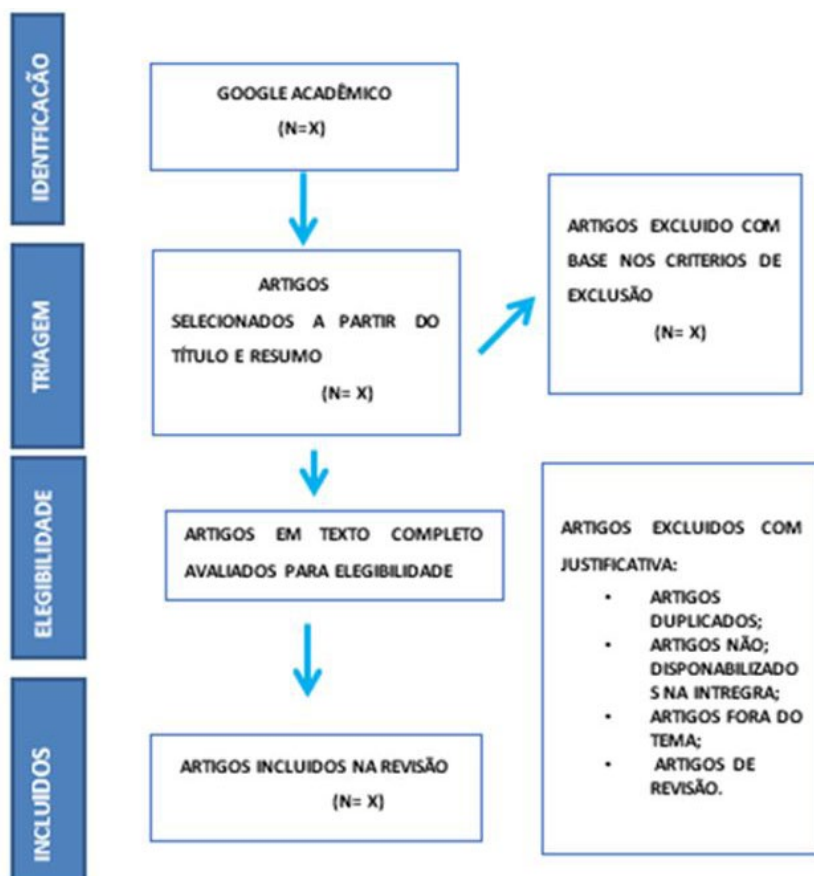 IDENTFICACÃO
GOOGLE ACADÊMICO
(N=X)
TRIAGEM
ARTIGOS
SELECIONADOS A PARTIR DO
TÍTULO E RESUMO
(N= X)
ARTIGOS EXCLUIDO COM
BASE NOS CRITERIOS DE
EXCLUSÃO
(N= X)
ELEGIBILIDADE
ARTIGOS EM TEXTO COMPLETO
AVALIADOS PARA ELEGIBILIDADE
ARTIGOS EXCLUIDOS COM
JUSTIFICATIVA:
• ARTIGOS
DUPLICADOS;
• ARTIGOS NÃO;
DISPONABILIZADO
S NA INTREGRA;
• ARTIGOS FORA DO
TEMA;
• ARTIGOS DE
REVISÃO.
INCLUÍDOS
ARTIGOS INCLUIDOS NA REVISÃO
(N= X)